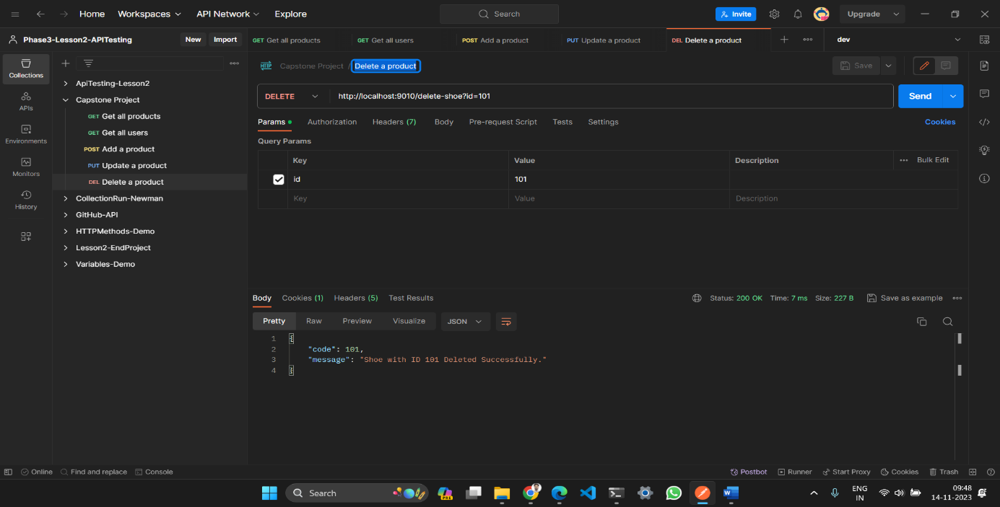 Home Workspaces API Network Explore Search Invite Upgrade
Phase3-Lesson2-APITesting New Import GET Get all products GET Get all users POST Add a product PUT Update a product DEL Delete a product dev
Collections
APIs
Environments
Monitors
History
ApiTesting-Lesson2
Capstone Project
GET Get all products
GET Get all users
POST Add a product
PUT Update a product
DEL Delete a product
CollectionRun-Newman
GitHub-API
HTTPMethods-Demo
Lesson2-EndProject
Variables-Demo
HTTP Capstone Project / Delete a product Save
DELETE http://localhost:9010/delete-shoe?id=101 Send
Params Authorization Headers (7) Body Pre-request Script Tests Settings Cookies
Query Params
Key Value Description Bulk Edit
id 101
Key Value Description
Body Cookies (1) Headers (5) Test Results Status: 200 OK Time: 7 ms Size: 227 B Save as example
Pretty Raw Preview Visualize JSON
1 {
2 "code": 101,
3 "message": "Shoe with ID 101 Deleted Successfully."
4 }
Online Find and replace Console Postbot Runner Start Proxy Cookies Trash
Search PRE ENG IN 09:48 14-11-2023